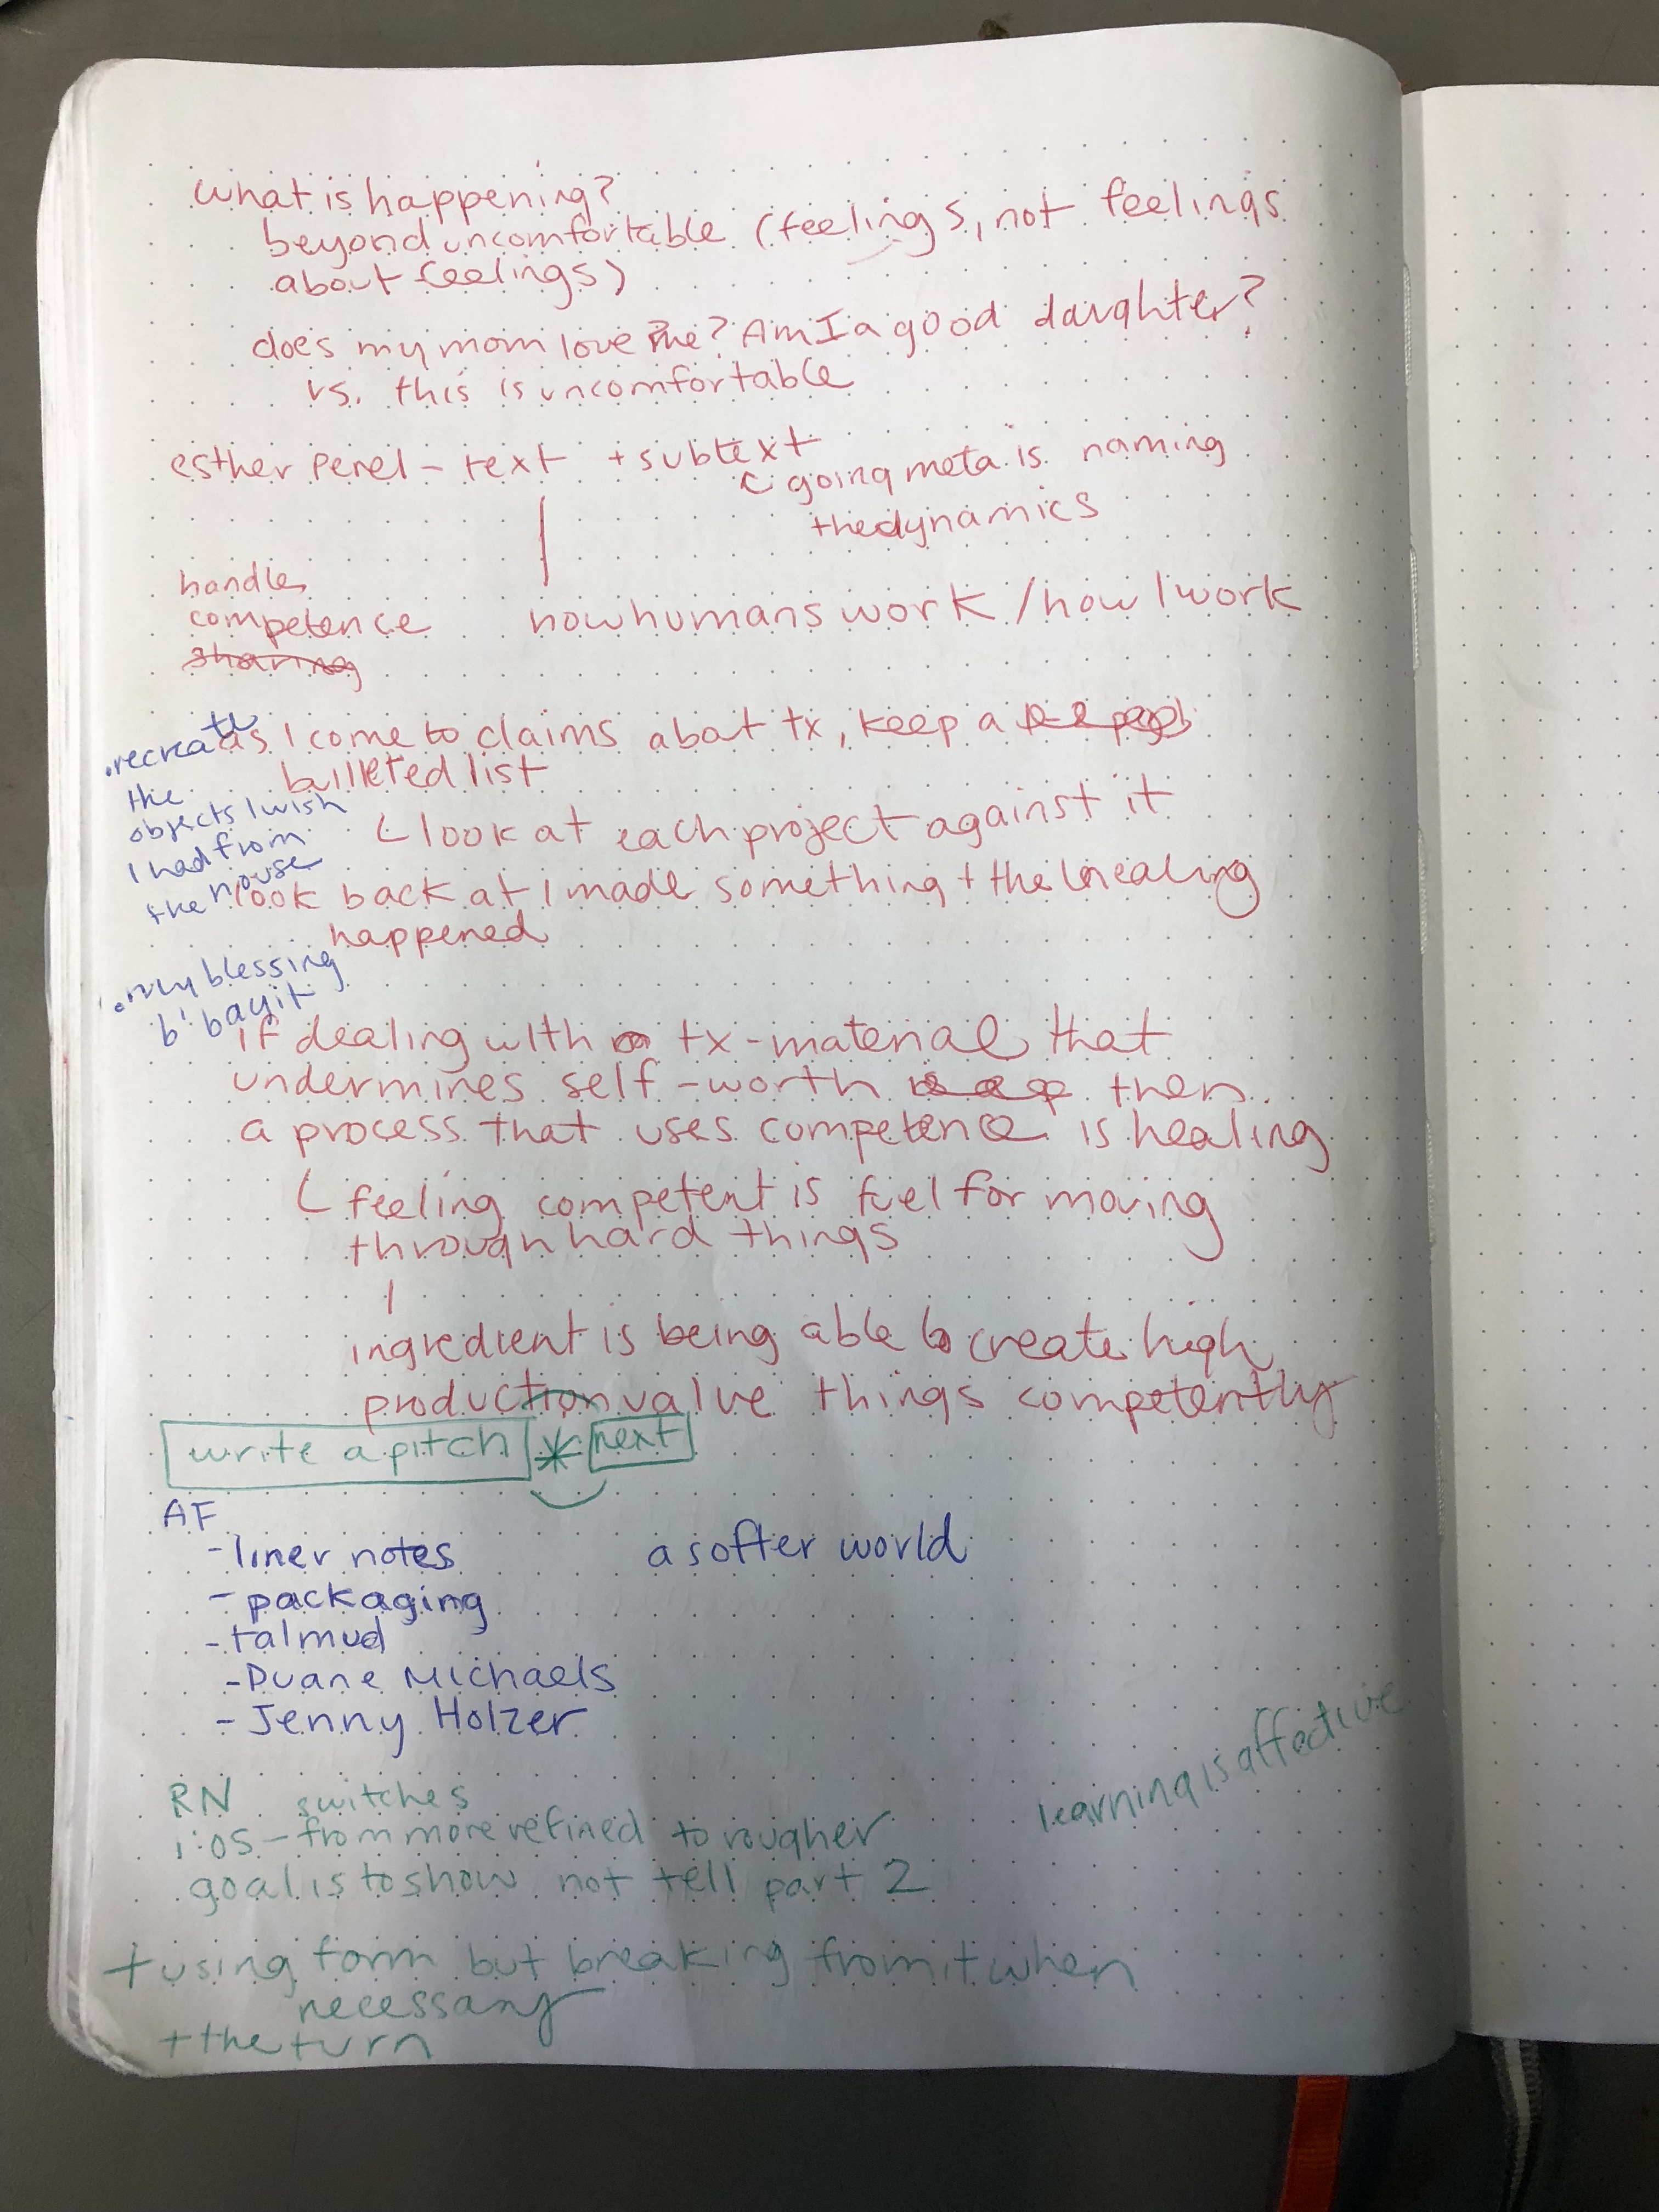 what is happening?
beyond uncomfortable (feelings, not feelings
about feelings)
does my mom love me? Am I a good daughter?
vs. this is uncomfortable
esther perel - text + subtext
going meta is naming
the dynamics
handles
competence
sharing
how humans work / how I work
as I come to claims about tx, keep a
bulleted list
look at each project against it
look back at I made something + the healing
happened
.recreate
the
objects I wish
I had from
the house
.my blessing
b'bayit
if dealing with tx-material that
undermines self-worth then
a process that uses competence is healing
feeling competent is fuel for moving
through hard things
ingredient is being able to create high
production value things competently
write a pitch * next
AF
-liner notes
a softer world
-packaging
-talmud
-Duane Michaels
-Jenny Holzer
learning is affective
RN switches
1:05 - from more refined to rougher
goal is to show not tell part 2
+using form but breaking from it when
necessary
+the turn